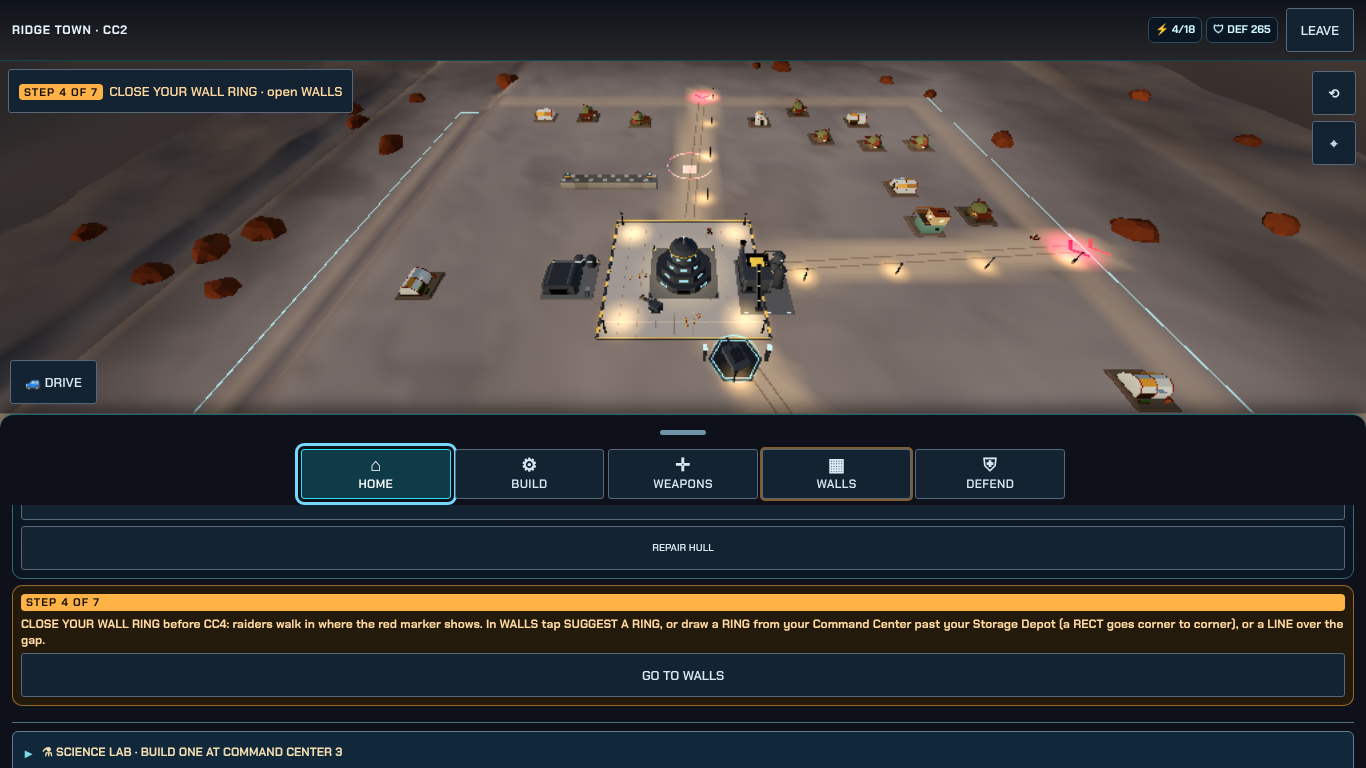 RIDGE TOWN · CC2
⚡ 4/18
DEF 265
LEAVE
STEP 4 OF 7 CLOSE YOUR WALL RING · open WALLS
DRIVE
HOME
BUILD
WEAPONS
WALLS
DEFEND
REPAIR HULL
STEP 4 OF 7
CLOSE YOUR WALL RING before CC4: raiders walk in where the red marker shows. In WALLS tap SUGGEST A RING, or draw a RING from your Command Center past your Storage Depot (a RECT goes corner to corner), or a LINE over the
gap.
GO TO WALLS
SCIENCE LAB · BUILD ONE AT COMMAND CENTER 3